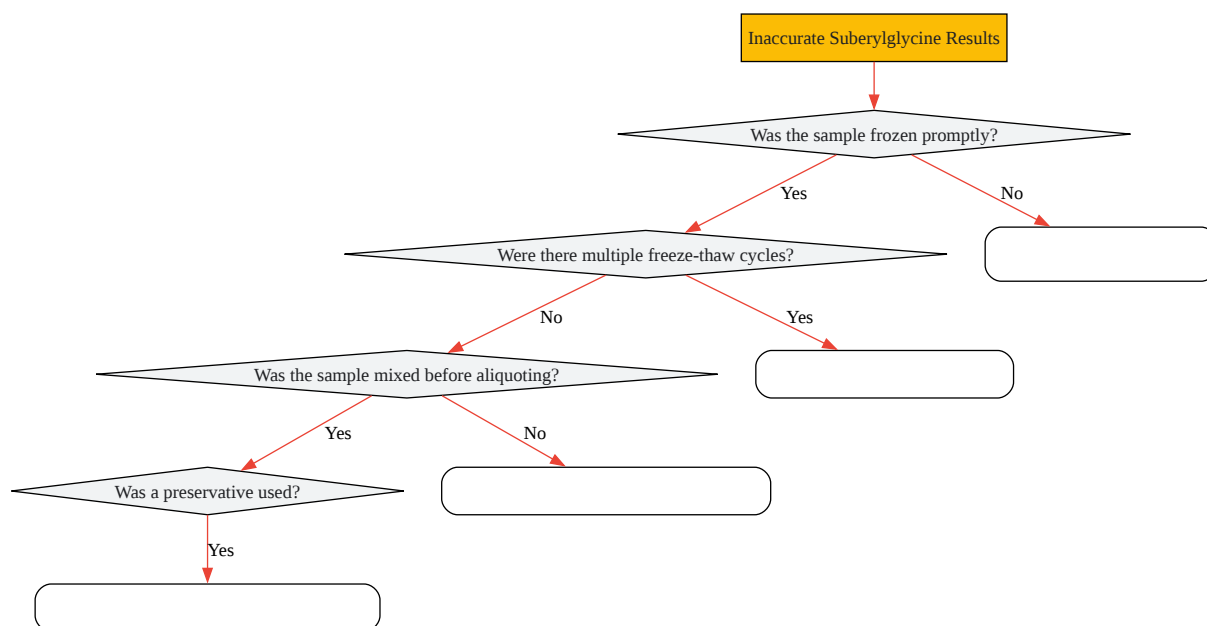 Inaccurate Suberylglycine Results
Was the sample frozen promptly?
Yes
No
Were there multiple freeze-thaw cycles?
No
Yes
Was the sample mixed before aliquoting?
Yes
No
Was a preservative used?
Yes